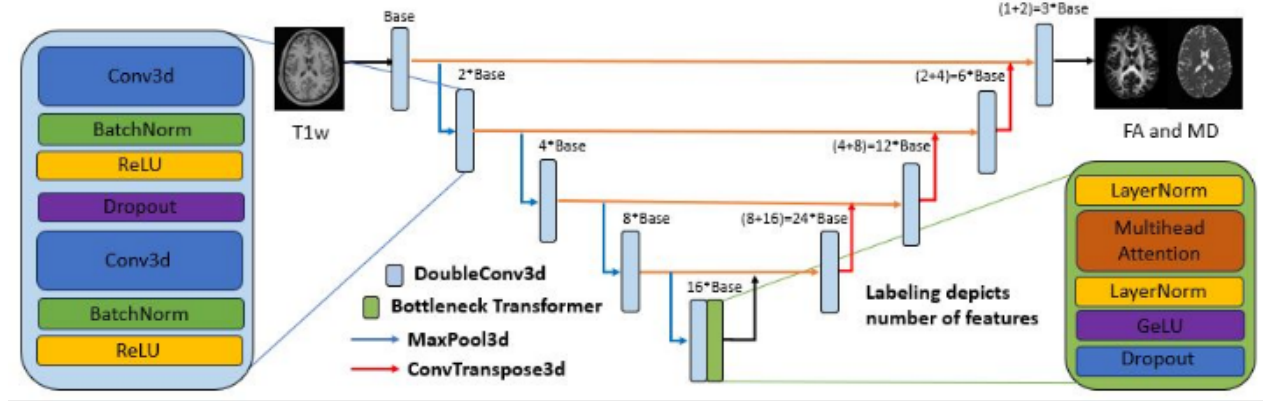 Base
(1+2)=3*Base
2*Base
(2+4)=6*Base
Conv3d
BatchNorm
ReLU
Dropout
Conv3d
BatchNorm
ReLU
T1w
FA and MD
4*Base
(4+8)=12*Base
8*Base
(8+16)=24*Base
16*Base
DoubleConv3d
Bottleneck Transformer
MaxPool3d
ConvTranspose3d
Labeling depicts
number of features
LayerNorm
Multihead
Attention
LayerNorm
GeLU
Dropout